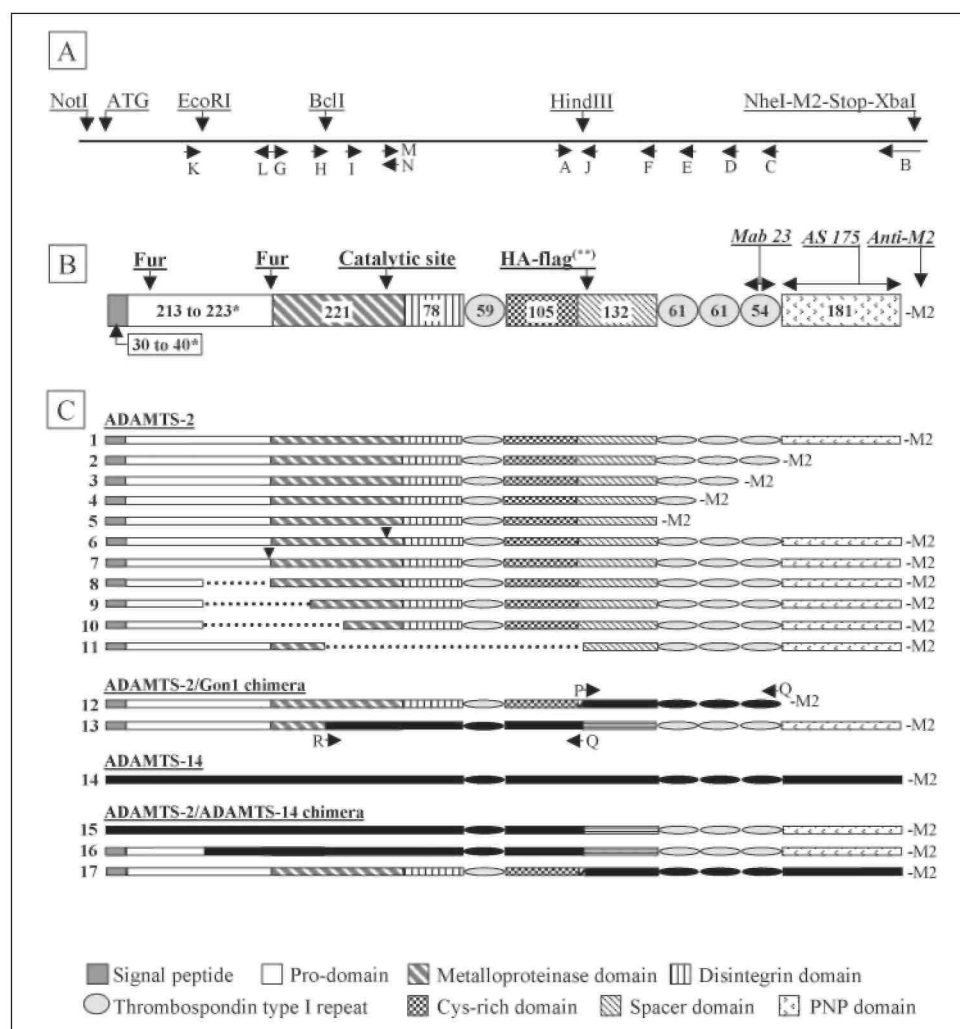 A
NotI ATG EcoRI BclI HindIII NheI-M2-Stop-XbaI
K L G H I M A J F E D C B
N
B
Fur Fur Catalytic site HA-flag(**) Mab 23 AS 175 Anti-M2
213 to 223* 221 78 59 105 132 61 61 54 181 -M2
30 to 40*
C
ADAMTS-2
1 -M2
2 -M2
3 -M2
4 -M2
5 -M2
6 -M2
7 -M2
8 -M2
9 -M2
10 -M2
11 -M2
ADAMTS-2/Gon1 chimera
P Q
12 -M2
13 -M2
R Q
ADAMTS-14
14 -M2
ADAMTS-2/ADAMTS-14 chimera
15 -M2
16 -M2
17 -M2
Signal peptide Pro-domain Metalloproteinase domain Disintegrin domain
Thrombospondin type I repeat Cys-rich domain Spacer domain PNP domain